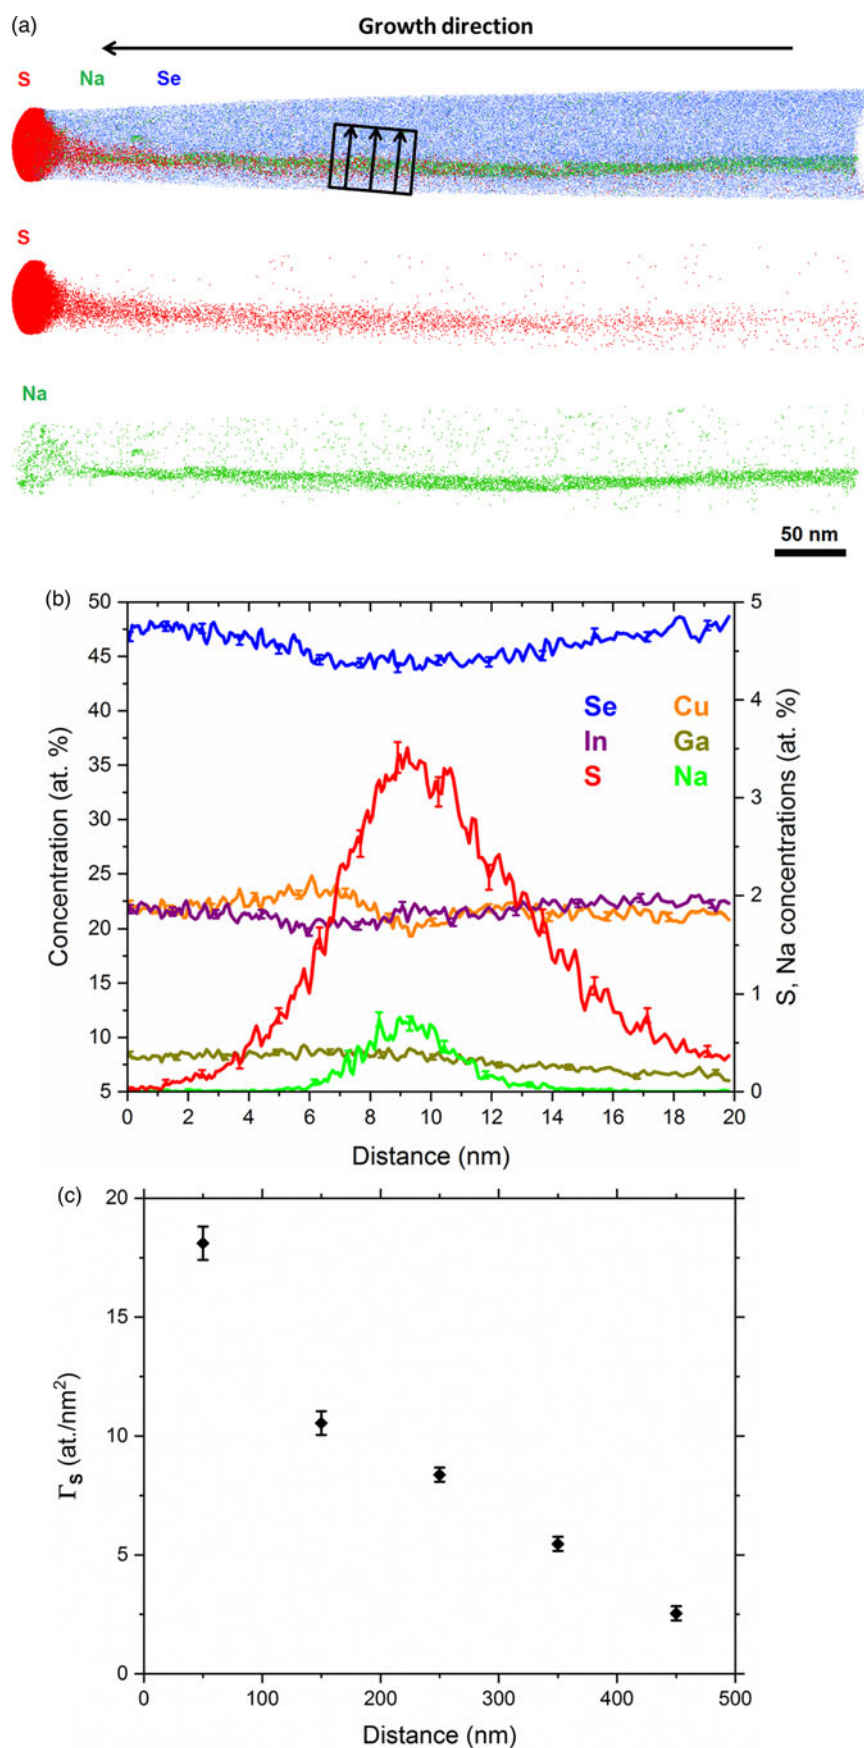 (a)
Growth direction
S Na Se
S
Na
50 nm
(b)
50
45
40
35
30
25
20
15
10
5
5
4
3
2
1
0
Se Cu
In Ga
S Na
Concentration (at. %)
S, Na concentrations (at. %)
0 2 4 6 8 10 12 14 16 18 20
Distance (nm)
(c)
20
15
10
5
0
Γs (at./nm²)
0 100 200 300 400 500
Distance (nm)